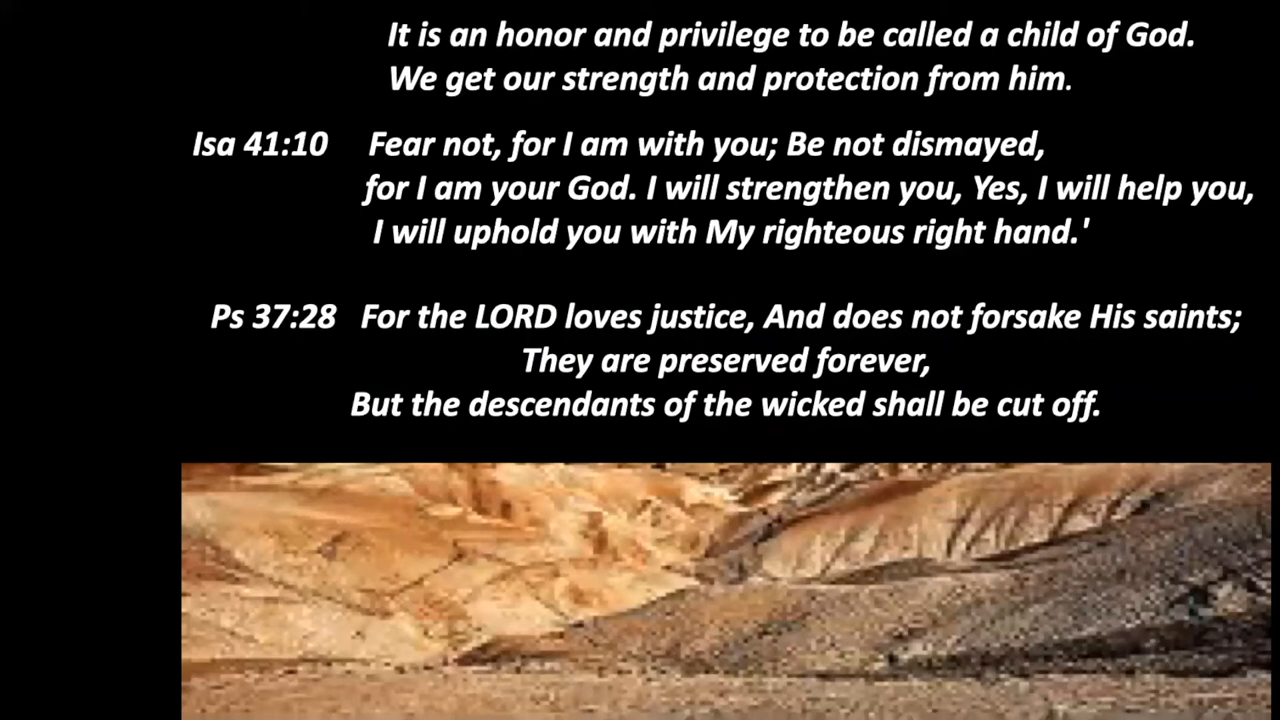 It is an honor and privilege to be called a child of God.
We get our strength and protection from him.
Isa 41:10 Fear not, for I am with you; Be not dismayed,
for I am your God. I will strengthen you, Yes, I will help you,
I will uphold you with My righteous right hand.'
Ps 37:28 For the LORD loves justice, And does not forsake His saints;
They are preserved forever,
But the descendants of the wicked shall be cut off.